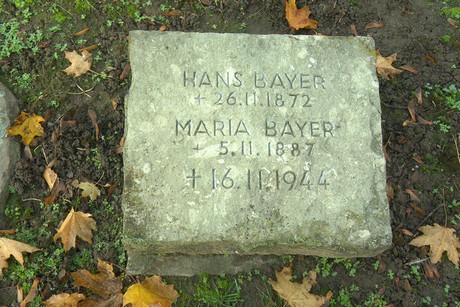 HANS BAYER
+ 26.11.1872
MARIA BAYER
+ 5.11.1887
+ 16.11.1944